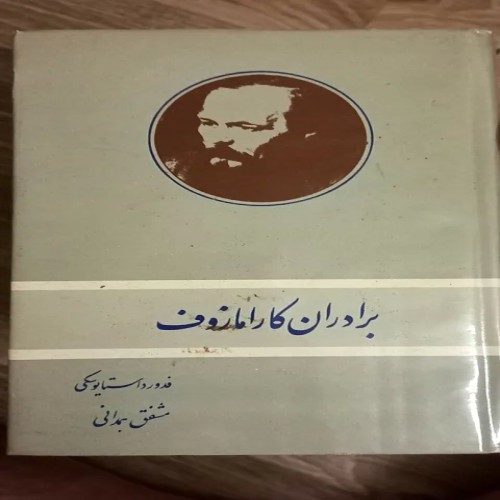 برادران کارامازوف
فدور داستایوسکی
مشفق همدانی